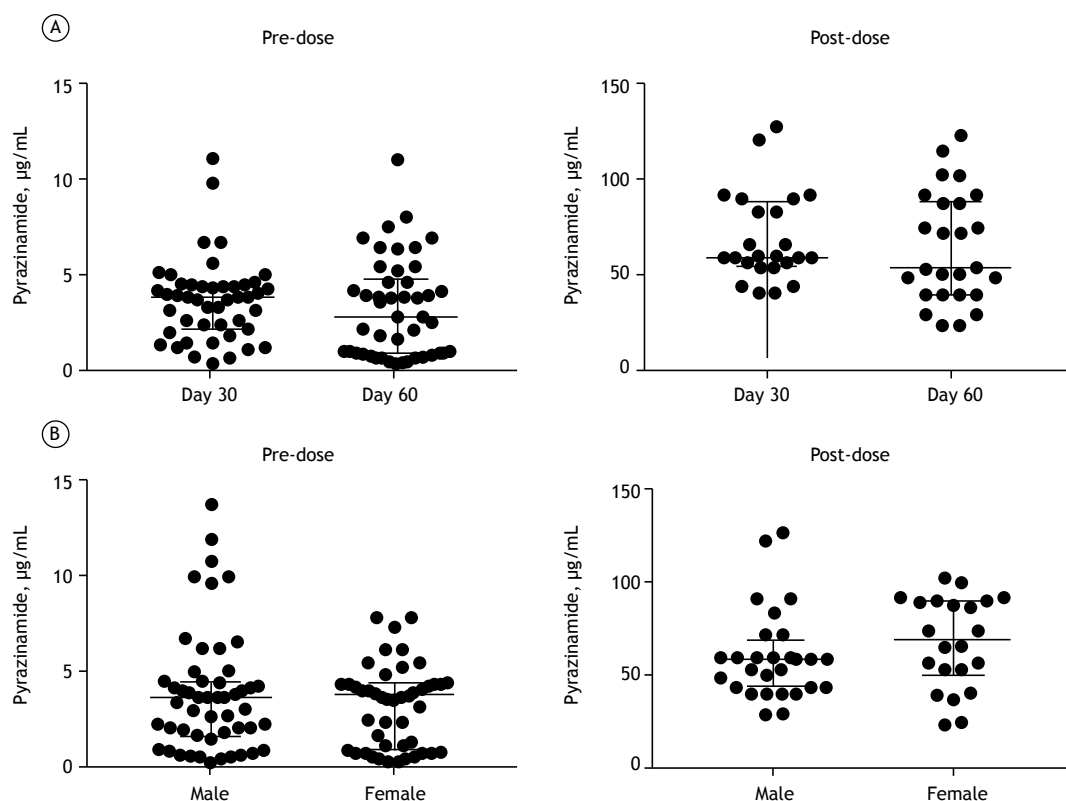 A
Pre-dose
Post-dose
Pyrazinamide, µg/mL
15
10
5
0
Day 30
Day 60
Pyrazinamide, µg/mL
150
100
50
0
Day 30
Day 60
B
Pre-dose
Post-dose
Pyrazinamide, µg/mL
15
10
5
0
Male
Female
Pyrazinamide, µg/mL
150
100
50
0
Male
Female